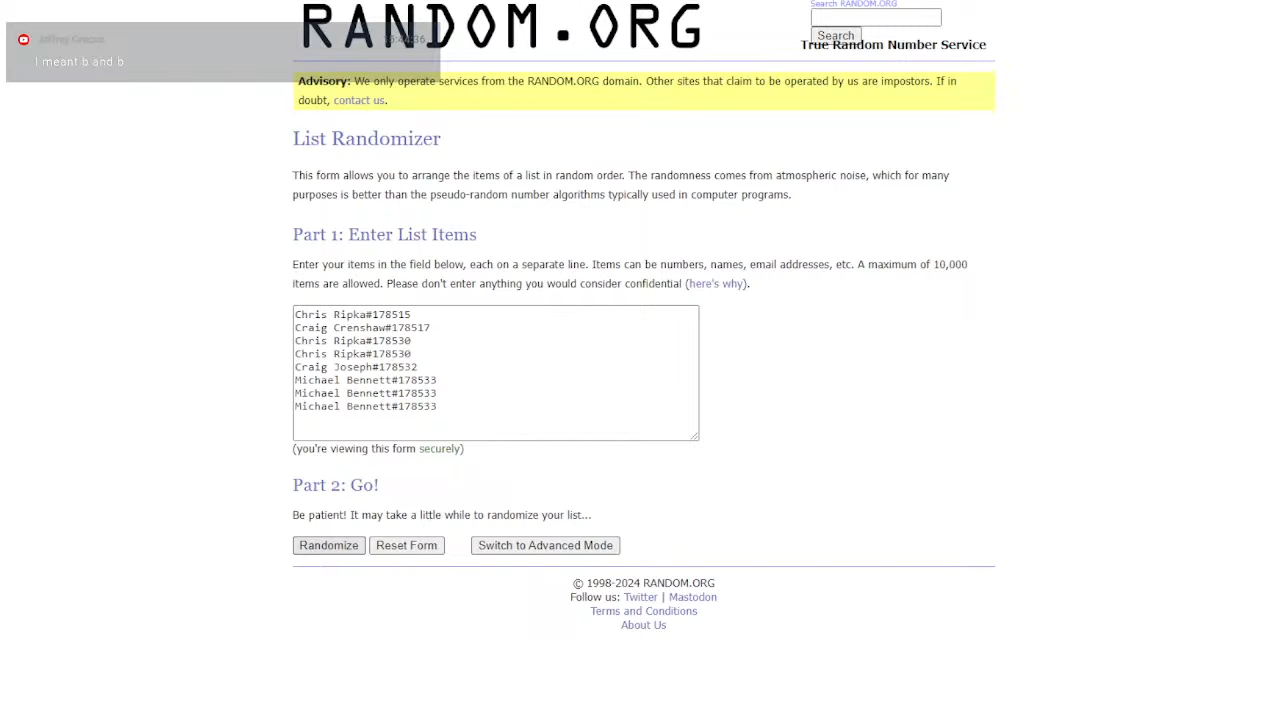 Search RANDOM.ORG
RANDOM.ORG
Search
True Random Number Service
I meant b and b
Advisory: We only operate services from the RANDOM.ORG domain. Other sites that claim to be operated by us are impostors. If in
doubt, contact us.
List Randomizer
This form allows you to arrange the items of a list in random order. The randomness comes from atmospheric noise, which for many
purposes is better than the pseudo-random number algorithms typically used in computer programs.
Part 1: Enter List Items
Enter your items in the field below, each on a separate line. Items can be numbers, names, email addresses, etc. A maximum of 10,000
items are allowed. Please don't enter anything you would consider confidential (here's why).
Chris Ripka#178515
Craig Crenshaw#178517
Chris Ripka#178530
Chris Ripka#178530
Craig Joseph#178532
Michael Bennett#178533
Michael Bennett#178533
Michael Bennett#178533
(you're viewing this form securely)
Part 2: Go!
Be patient! It may take a little while to randomize your list...
Randomize Reset Form Switch to Advanced Mode
© 1998-2024 RANDOM.ORG
Follow us: Twitter | Mastodon
Terms and Conditions
About Us